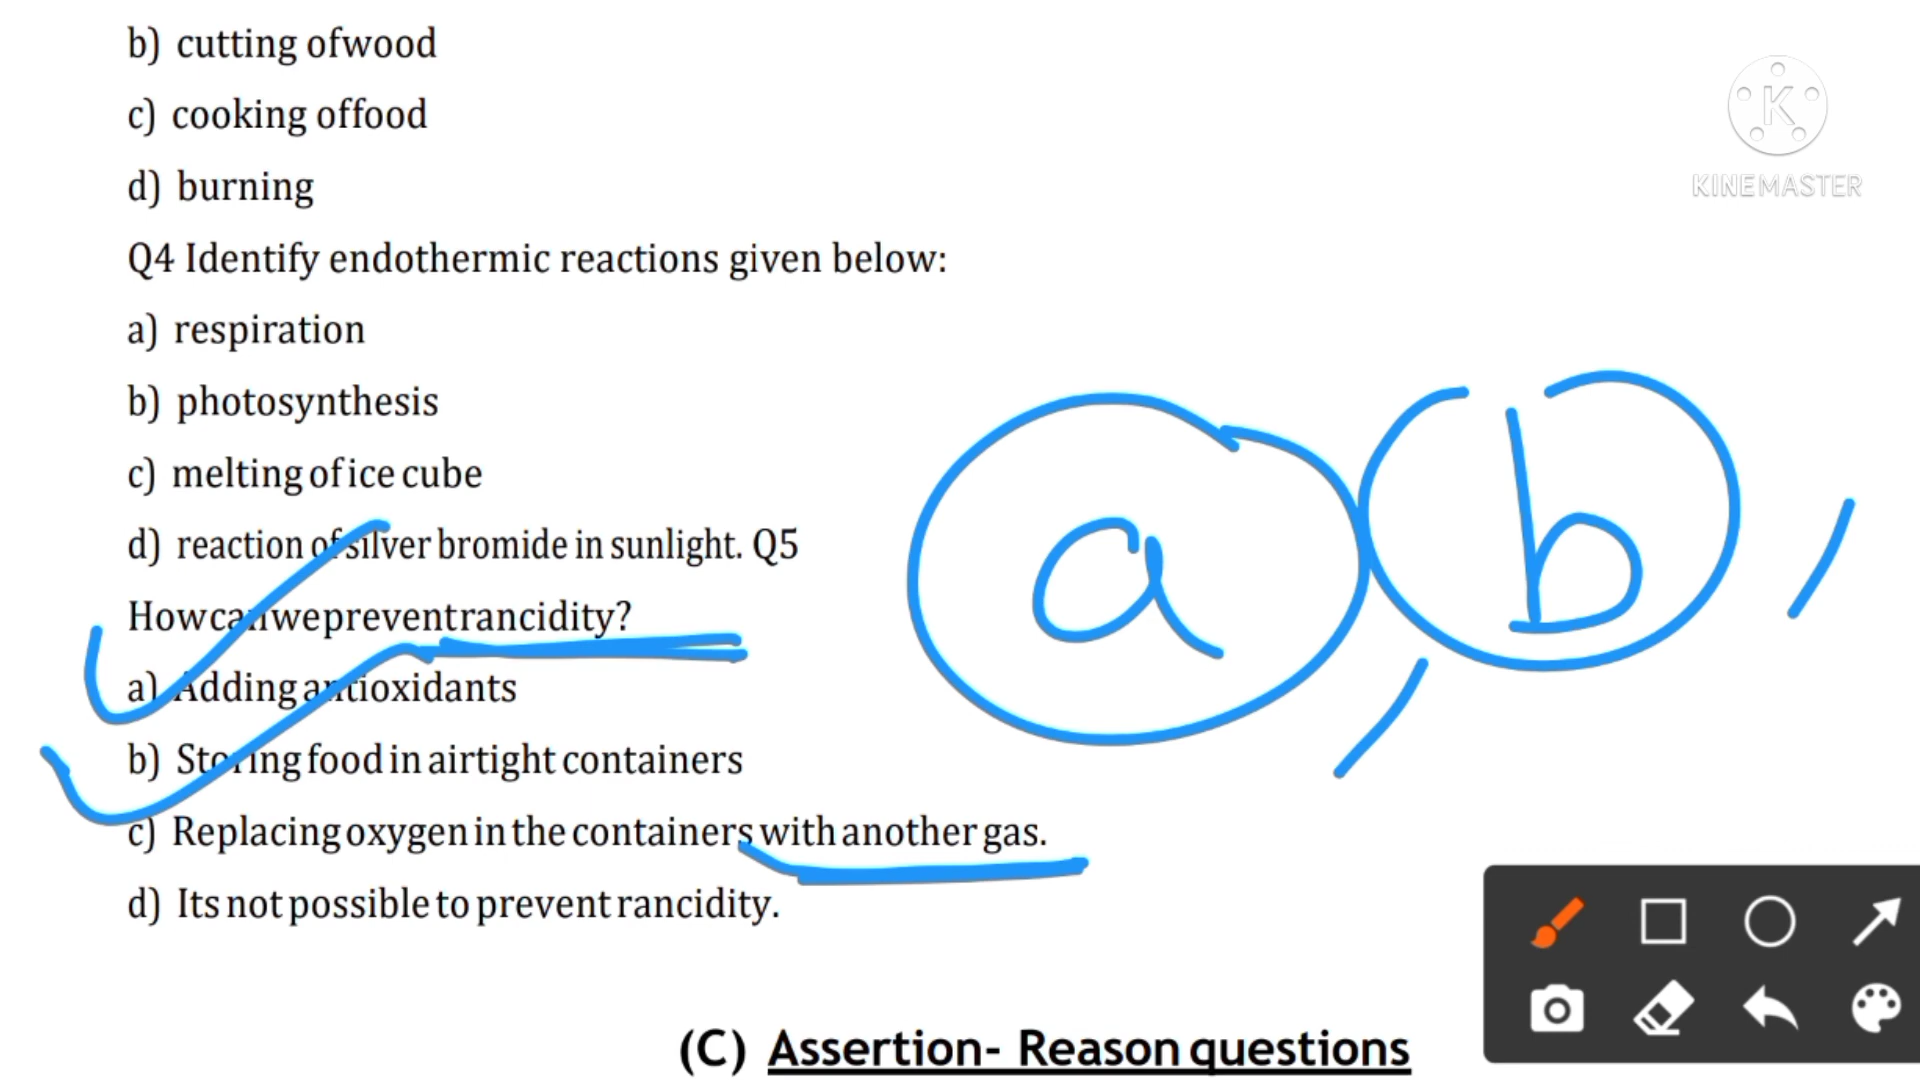 b) cutting ofwood
c) cooking offood
d) burning
KINEMASTER
Q4 Identify endothermic reactions given below:
a) respiration
b) photosynthesis
c) melting of ice cube
d) reaction of silver bromide in sunlight. Q5
How can we prevent rancidity?
a) Adding antioxidants
b) Storing food in airtight containers
c) Replacing oxygen in the containers with another gas.
d) Its not possible to prevent rancidity.
a, b,
(C) Assertion- Reason questions